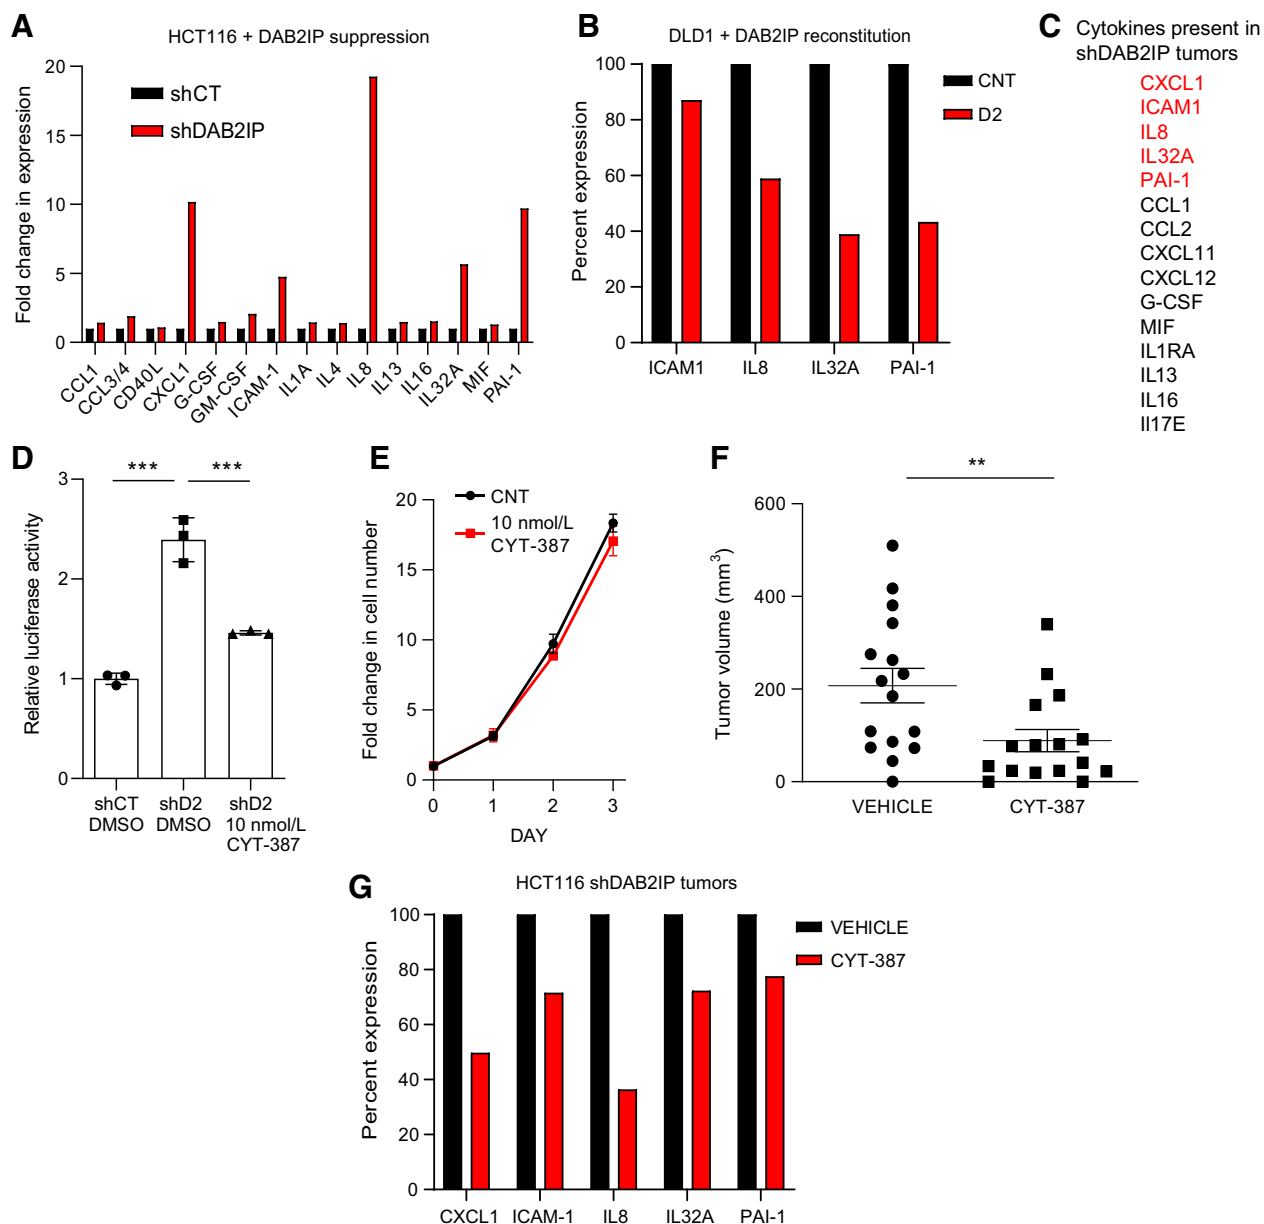 A
HCT116 + DAB2IP suppression
Fold change in expression
20
15
10
5
0
shCT
shDAB2IP
CCL1
CCL3/4
CD40L
CXCL1
G-CSF
GM-CSF
ICAM-1
IL1A
IL4
IL8
IL13
IL16
IL32A
MIF
PAI-1
B
DLD1 + DAB2IP reconstitution
Percent expression
100
80
60
40
20
0
CNT
D2
ICAM1
IL8
IL32A
PAI-1
C
Cytokines present in
shDAB2IP tumors
CXCL1
ICAM1
IL8
IL32A
PAI-1
CCL1
CCL2
CXCL11
CXCL12
G-CSF
MIF
IL1RA
IL13
IL16
Il17E
D
Relative luciferase activity
3
2
1
0
***
***
shCT
DMSO
shD2
DMSO
shD2
10 nmol/L
CYT-387
E
Fold change in cell number
20
15
10
5
0
CNT
10 nmol/L
CYT-387
0
1
2
3
DAY
F
Tumor volume (mm³)
600
400
200
0
**
VEHICLE
CYT-387
G
HCT116 shDAB2IP tumors
Percent expression
100
80
60
40
20
0
VEHICLE
CYT-387
CXCL1
ICAM-1
IL8
IL32A
PAI-1